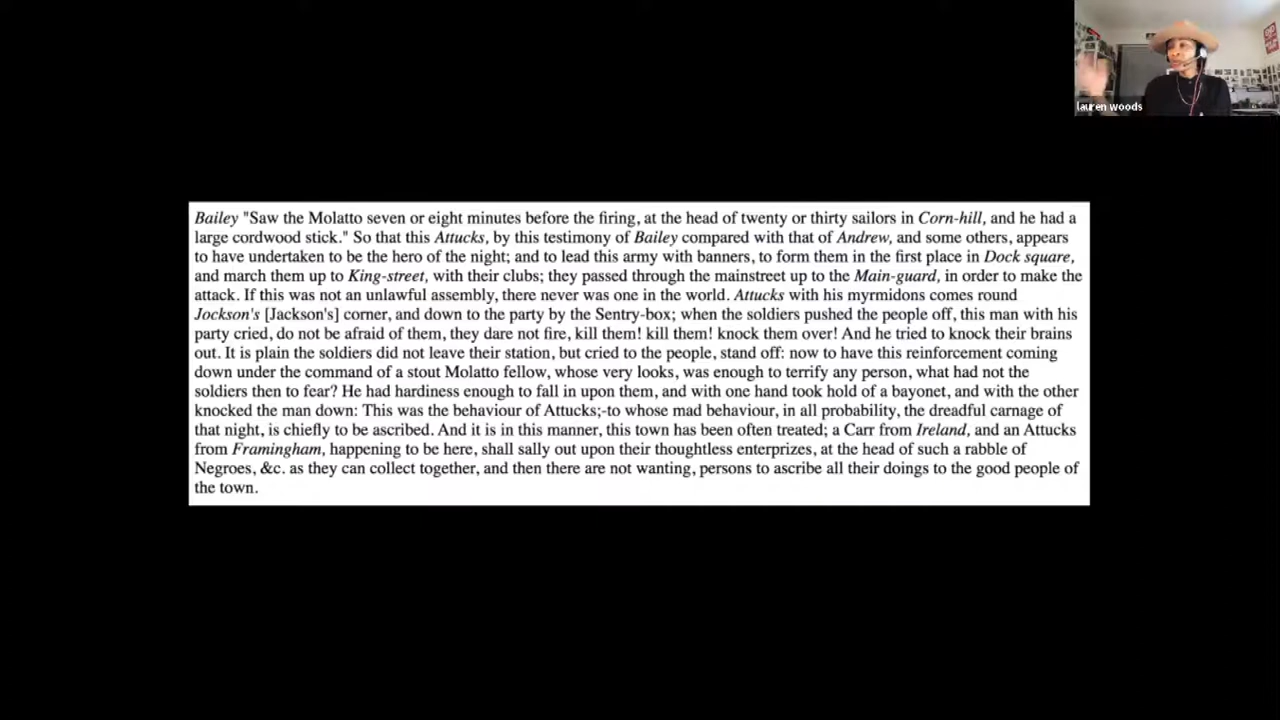 lauren woods
Bailey "Saw the Molatto seven or eight minutes before the firing, at the head of twenty or thirty sailors in Corn-hill, and he had a
large cordwood stick." So that this Attucks, by this testimony of Bailey compared with that of Andrew, and some others, appears
to have undertaken to be the hero of the night; and to lead this army with banners, to form them in the first place in Dock square,
and march them up to King-street, with their clubs; they passed through the mainstreet up to the Main-guard, in order to make the
attack. If this was not an unlawful assembly, there never was one in the world. Attucks with his myrmidons comes round
Jockson's [Jackson's] corner, and down to the party by the Sentry-box; when the soldiers pushed the people off, this man with his
party cried, do not be afraid of them, they dare not fire, kill them! kill them! knock them over! And he tried to knock their brains
out. It is plain the soldiers did not leave their station, but cried to the people, stand off: now to have this reinforcement coming
down under the command of a stout Molatto fellow, whose very looks, was enough to terrify any person, what had not the
soldiers then to fear? He had hardiness enough to fall in upon them, and with one hand took hold of a bayonet, and with the other
knocked the man down: This was the behaviour of Attucks;-to whose mad behaviour, in all probability, the dreadful carnage of
that night, is chiefly to be ascribed. And it is in this manner, this town has been often treated; a Carr from Ireland, and an Attucks
from Framingham, happening to be here, shall sally out upon their thoughtless enterprizes, at the head of such a rabble of
Negroes, &c. as they can collect together, and then there are not wanting, persons to ascribe all their doings to the good people of
the town.